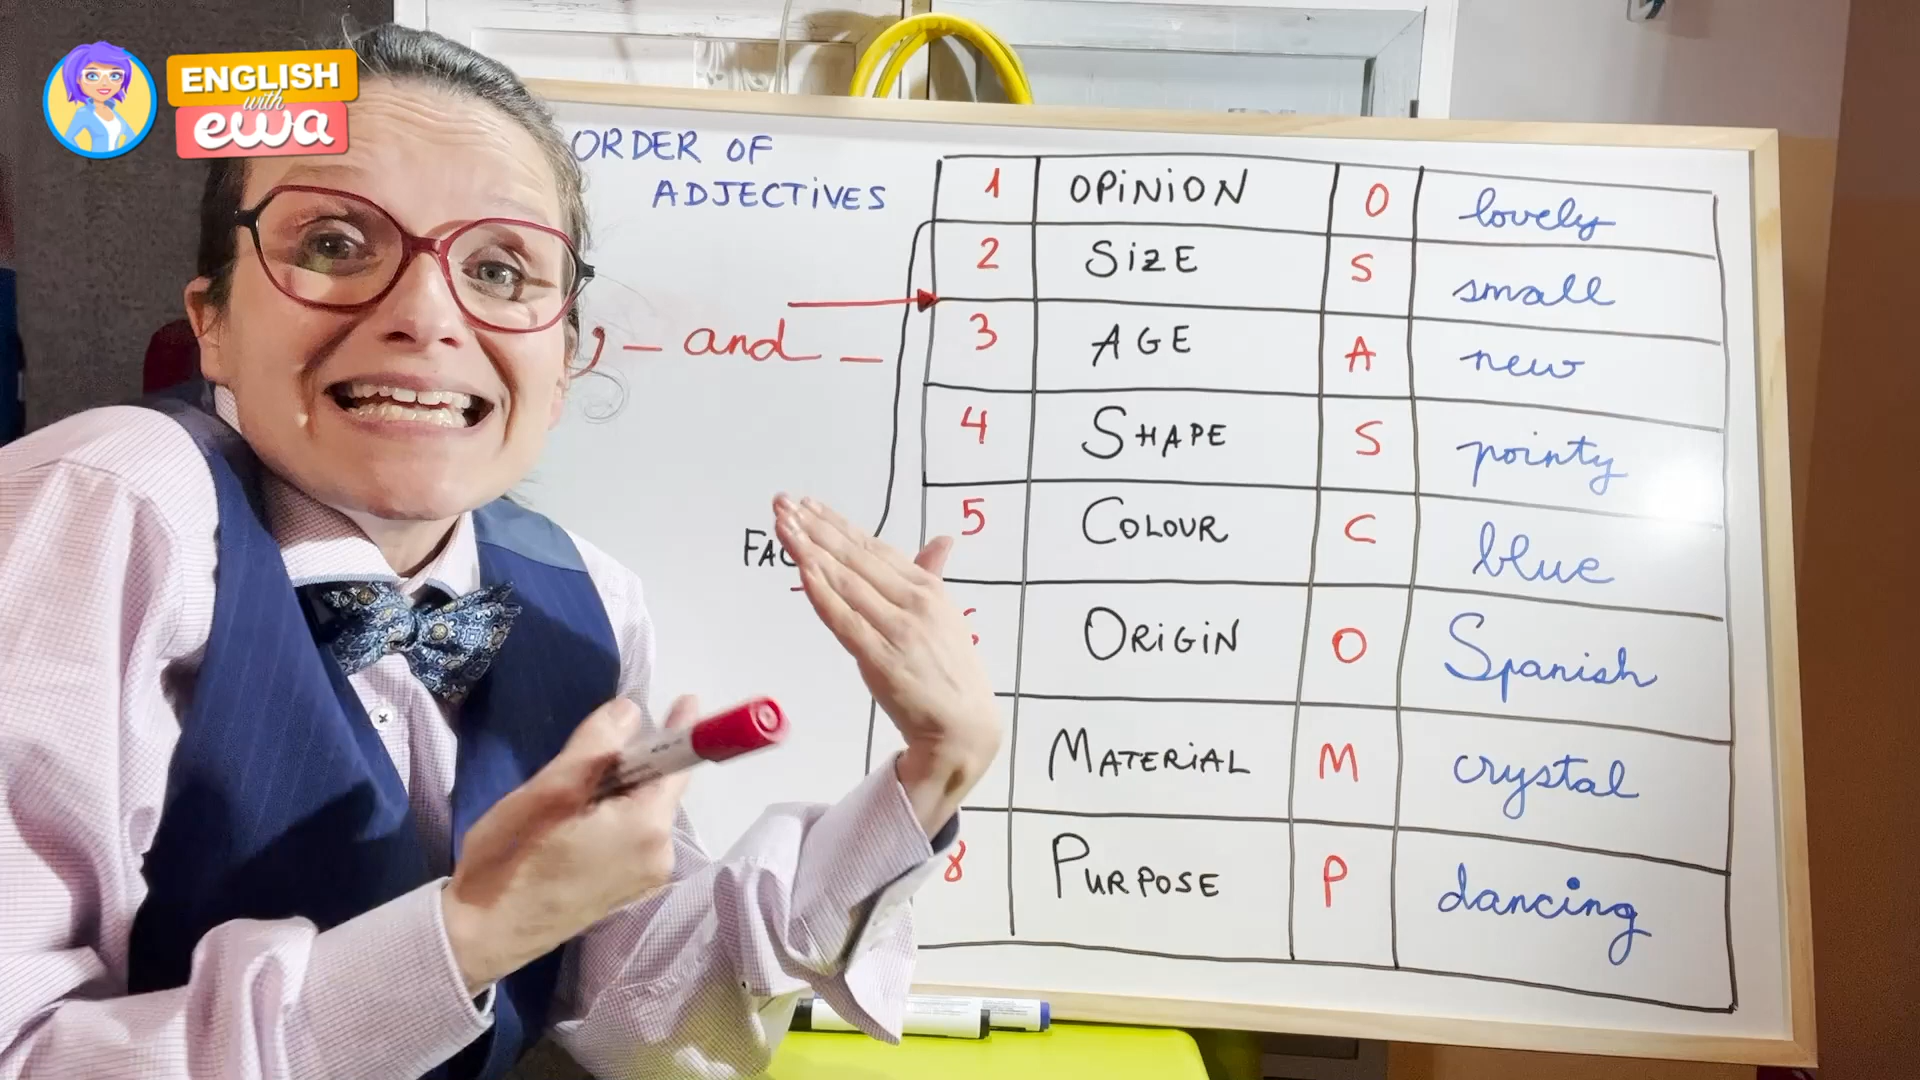 ENGLISH
with
ewa
ORDER OF
ADJECTIVES
, _ and _
1 OPINION O lovely
2 SIZE S small
3 AGE A new
4 SHAPE S pointy
5 COLOUR C blue
ORIGIN O Spanish
MATERIAL M crystal
8 PURPOSE P dancing